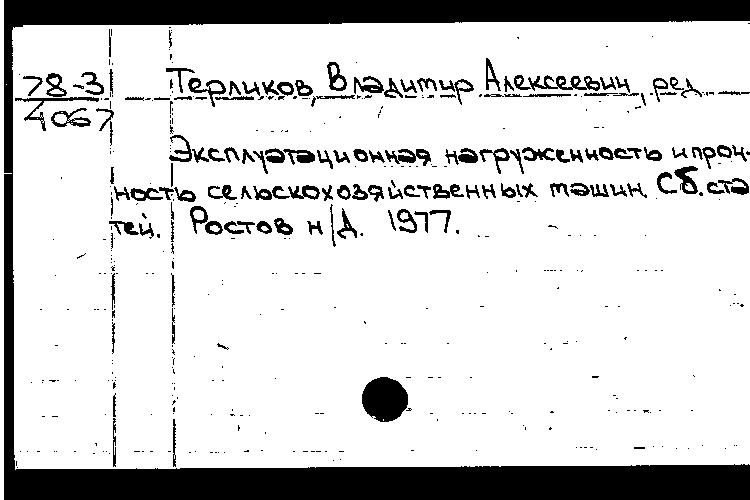 78-3 Терликов, Владимир Алексеевич, ред
4067
Эксплуатационная нагруженность и проч-
ность сельскохозяйственных машин. Сб. ста
тей. Ростов н/Д. 1977.